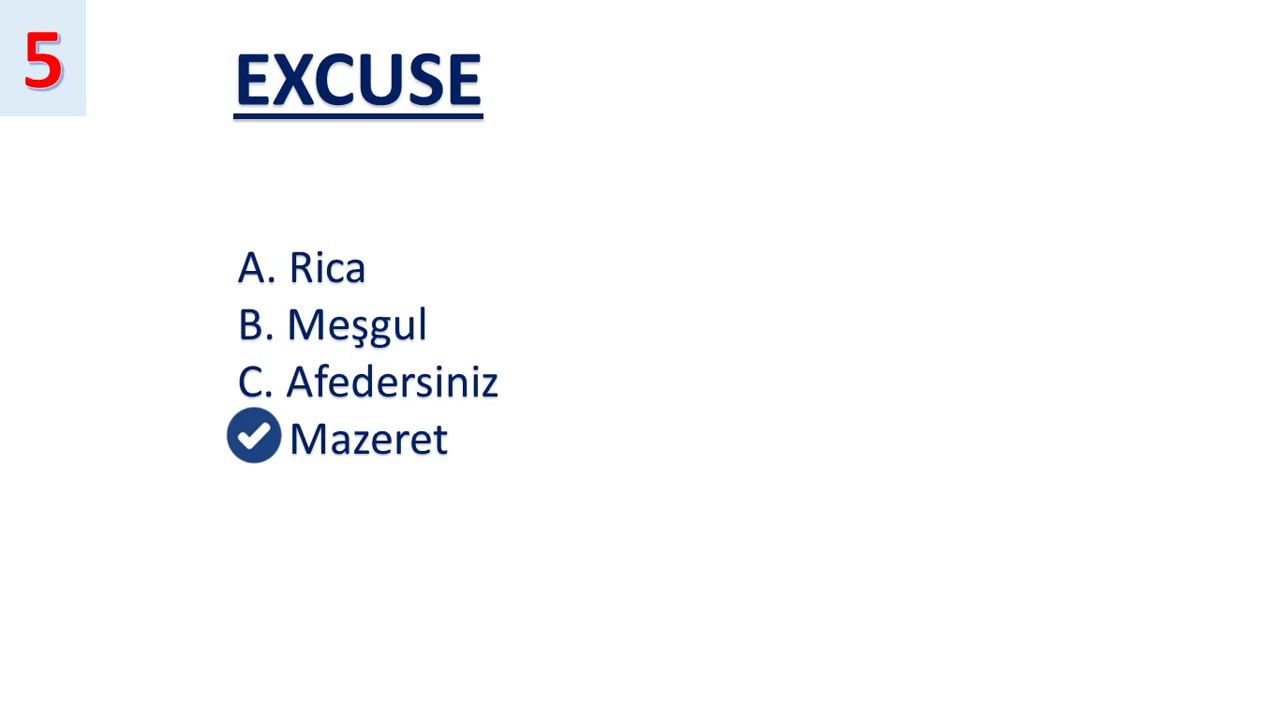 5
EXCUSE
A. Rica
B. Meşgul
C. Afedersiniz
Mazeret